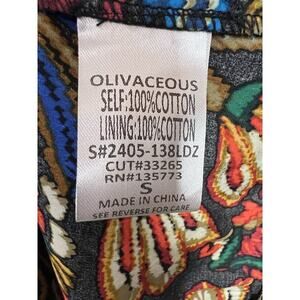 OLIVACEOUS
SELF:100%COTTON
LINING:100%COTTON
S#2405-138LDZ
CUT#33265
RN#135773
S
MADE IN CHINA
SEE REVERSE FOR CARE